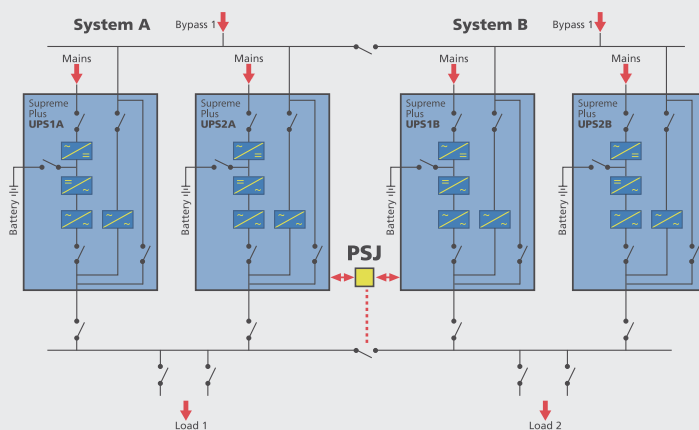 System A
Bypass 1
System B
Bypass 1
Mains
Mains
Mains
Mains
Supreme
Plus
UPS1A
Supreme
Plus
UPS2A
Supreme
Plus
UPS1B
Supreme
Plus
UPS2B
Battery
Battery
Battery
Battery
PSJ
Load 1
Load 2